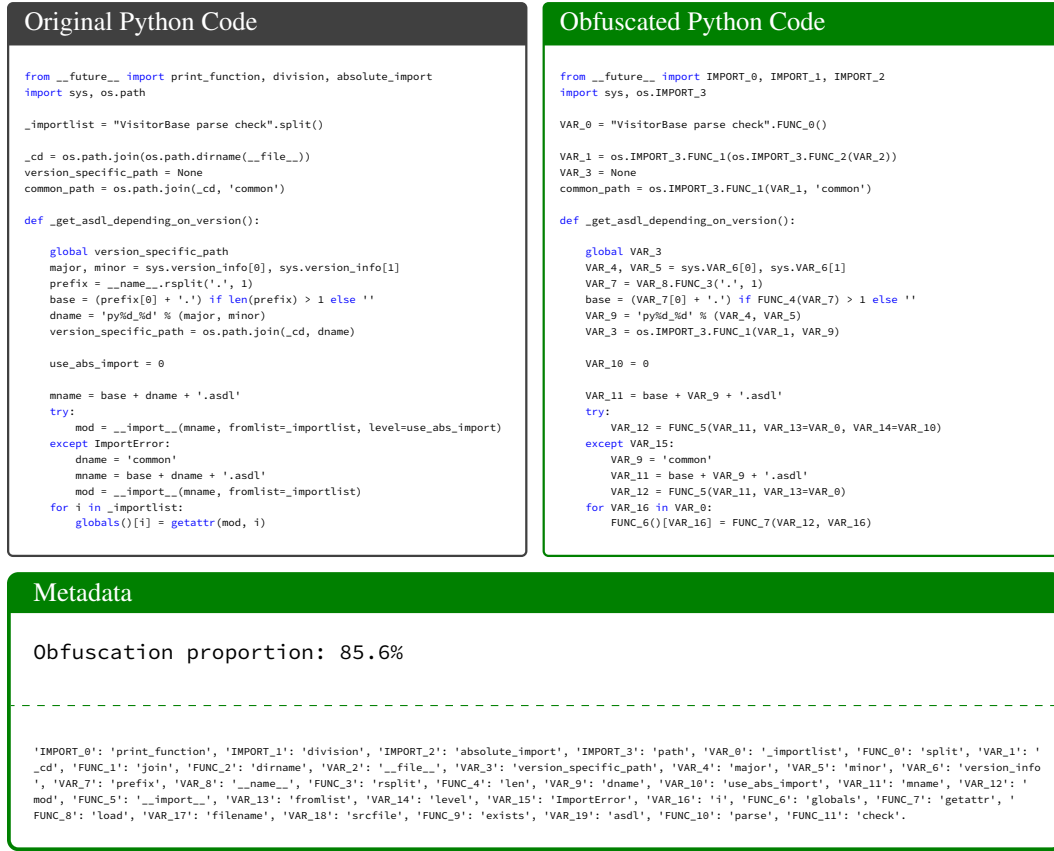 Original Python Code
from __future__ import print_function, division, absolute_import
import sys, os.path
_importlist = "VisitorBase parse check".split()
_cd = os.path.join(os.path.dirname(__file__))
version_specific_path = None
common_path = os.path.join(_cd, 'common')
def _get_asdl_depending_on_version():
global version_specific_path
major, minor = sys.version_info[0], sys.version_info[1]
prefix = __name__.rsplit('.', 1)
base = (prefix[0] + '.') if len(prefix) > 1 else ''
dname = 'py%d_%d' % (major, minor)
version_specific_path = os.path.join(_cd, dname)
use_abs_import = 0
mname = base + dname + '.asdl'
try:
mod = __import__(mname, fromlist=_importlist, level=use_abs_import)
except ImportError:
dname = 'common'
mname = base + dname + '.asdl'
mod = __import__(mname, fromlist=_importlist)
for i in _importlist:
globals()[i] = getattr(mod, i)
Obfuscated Python Code
from __future__ import IMPORT_0, IMPORT_1, IMPORT_2
import sys, os.IMPORT_3
VAR_0 = "VisitorBase parse check".FUNC_0()
VAR_1 = os.IMPORT_3.FUNC_1(os.IMPORT_3.FUNC_2(VAR_2))
VAR_3 = None
common_path = os.IMPORT_3.FUNC_1(VAR_1, 'common')
def _get_asdl_depending_on_version():
global VAR_3
VAR_4, VAR_5 = sys.VAR_6[0], sys.VAR_6[1]
VAR_7 = VAR_8.FUNC_3('.', 1)
base = (VAR_7[0] + '.') if FUNC_4(VAR_7) > 1 else ''
VAR_9 = 'py%d_%d' % (VAR_4, VAR_5)
VAR_3 = os.IMPORT_3.FUNC_1(VAR_1, VAR_9)
VAR_10 = 0
VAR_11 = base + VAR_9 + '.asdl'
try:
VAR_12 = FUNC_5(VAR_11, VAR_13=VAR_0, VAR_14=VAR_10)
except VAR_15:
VAR_9 = 'common'
VAR_11 = base + VAR_9 + '.asdl'
VAR_12 = FUNC_5(VAR_11, VAR_13=VAR_0)
for VAR_16 in VAR_0:
FUNC_6()[VAR_16] = FUNC_7(VAR_12, VAR_16)
Metadata
Obfuscation proportion: 85.6%
'IMPORT_0': 'print_function', 'IMPORT_1': 'division', 'IMPORT_2': 'absolute_import', 'IMPORT_3': 'path', 'VAR_0': '_importlist', 'FUNC_0': 'split', 'VAR_1': '
_cd', 'FUNC_1': 'join', 'FUNC_2': 'dirname', 'VAR_2': '__file__', 'VAR_3': 'version_specific_path', 'VAR_4': 'major', 'VAR_5': 'minor', 'VAR_6': 'version_info
', 'VAR_7': 'prefix', 'VAR_8': '__name__', 'FUNC_3': 'rsplit', 'FUNC_4': 'len', 'VAR_9': 'dname', 'VAR_10': 'use_abs_import', 'VAR_11': 'mname', 'VAR_12': '
mod', 'FUNC_5': '__import__', 'VAR_13': 'fromlist', 'VAR_14': 'level', 'VAR_15': 'ImportError', 'VAR_16': 'i', 'FUNC_6': 'globals', 'FUNC_7': 'getattr', '
FUNC_8': 'load', 'VAR_17': 'filename', 'VAR_18': 'srcfile', 'FUNC_9': 'exists', 'VAR_19': 'asdl', 'FUNC_10': 'parse', 'FUNC_11': 'check'.